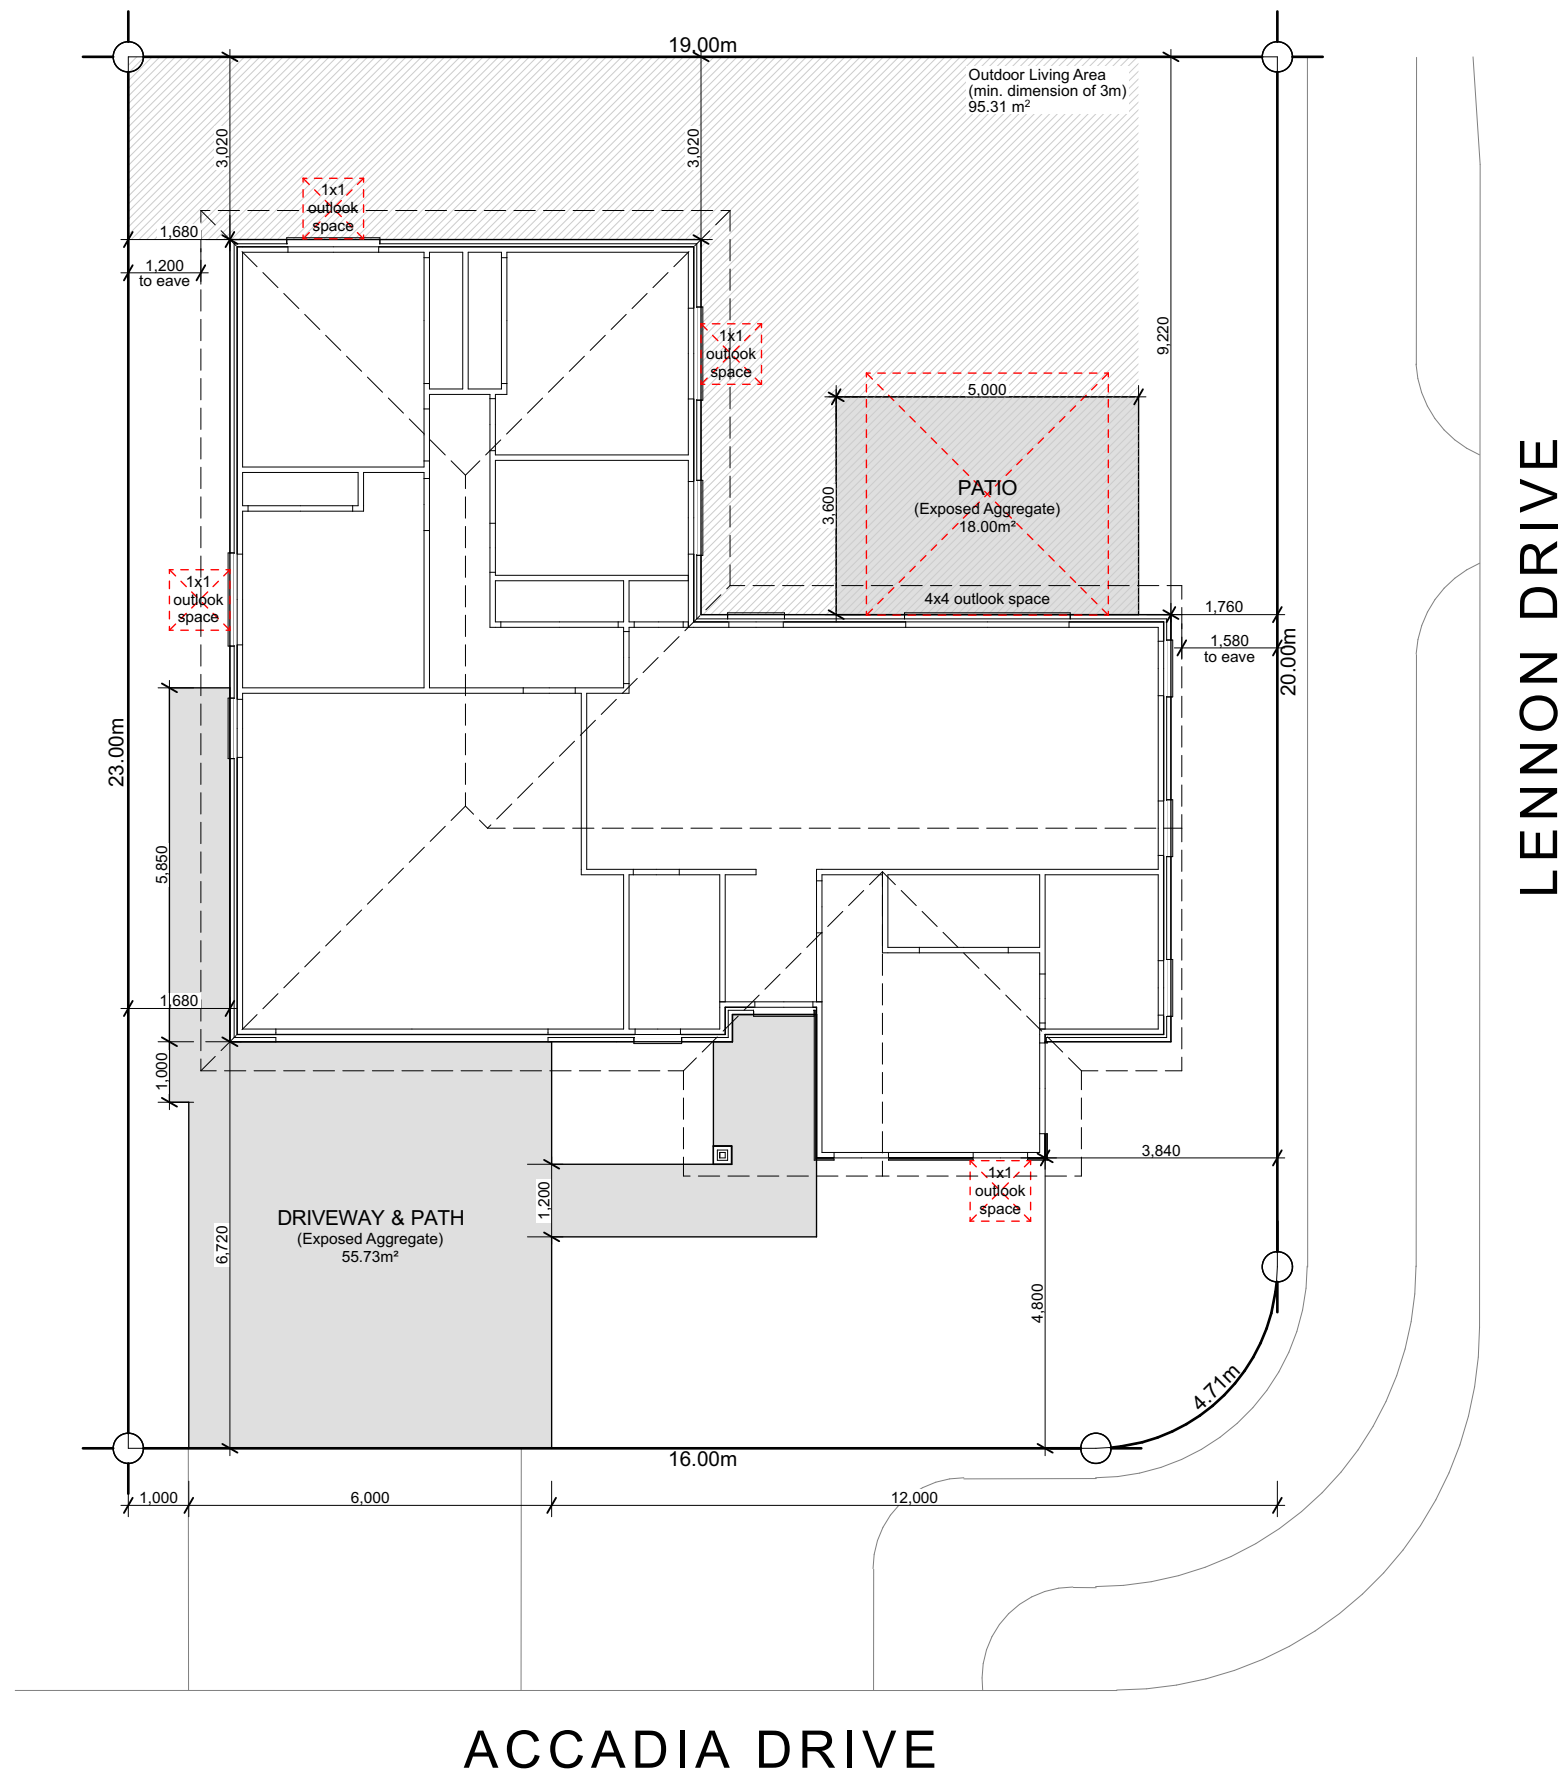 19.00m
Outdoor Living Area
(min. dimension of 3m)
95.31 m²
3,020
3,020
9,220
1x1
outlook
space
1,680
1,200
to eave
1x1
outlook
space
5,000
PATIO
(Exposed Aggregate)
18.00m²
3,600
4x4 outlook space
1x1
outlook
space
1,760
1,580
to eave
20.00m
LENNON DRIVE
23.00m
5,850
1,680
1,000
3,840
1x1
outlook
space
1,200
DRIVEWAY & PATH
(Exposed Aggregate)
55.73m²
6,720
4,800
4.71m
16.00m
1,000
6,000
12,000
ACCADIA DRIVE